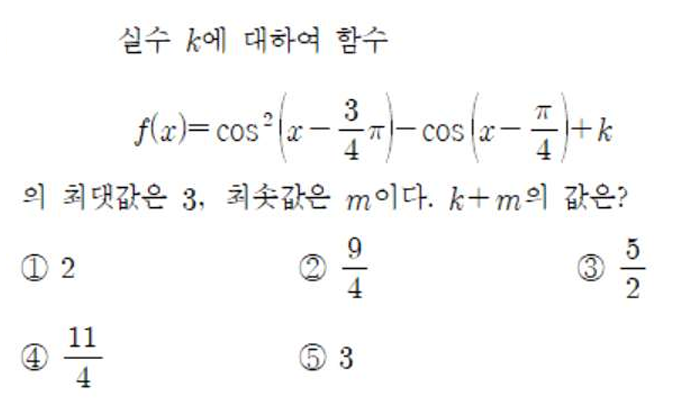 실수 k에 대하여 함수
f(x)=cos²(x-3/4π)-cos(x-π/4)+k
의 최댓값은 3, 최솟값은 m이다. k+m의 값은?
① 2 ② 9/4 ③ 5/2
④ 11/4 ⑤ 3